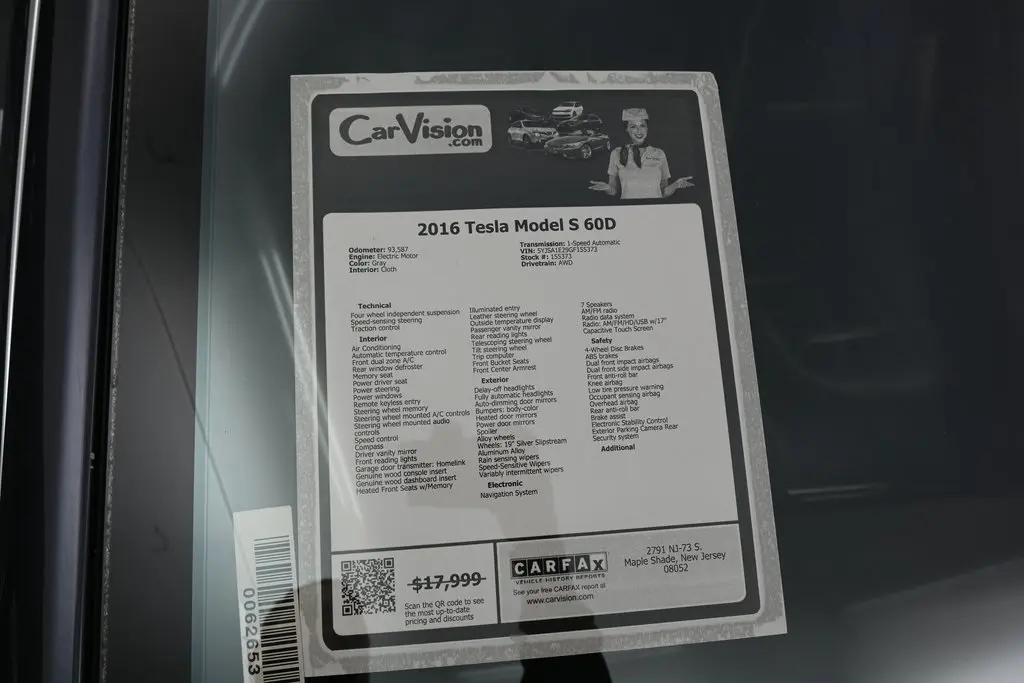 CarVision
.com
2016 Tesla Model S 60D
Odometer: 93,587
Engine: Electric Motor
Color: Gray
Interior: Cloth
Transmission: 1-Speed Automatic
VIN: 5YJSA1E29GF155373
Stock #: 155373
Drivetrain: AWD
Technical
Four wheel independent suspension
Speed-sensing steering
Traction control
Interior
Air Conditioning
Automatic temperature control
Front dual zone A/C
Rear window defroster
Memory seat
Power driver seat
Power steering
Power windows
Remote keyless entry
Steering wheel memory
Steering wheel mounted A/C controls
Steering wheel mounted audio
controls
Speed control
Compass
Driver vanity mirror
Front reading lights
Garage door transmitter: Homelink
Genuine wood console insert
Genuine wood dashboard insert
Heated Front Seats w/Memory
Illuminated entry
Leather steering wheel
Outside temperature display
Passenger vanity mirror
Rear reading lights
Telescoping steering wheel
Tilt steering wheel
Trip computer
Front Bucket Seats
Front Center Armrest
Exterior
Delay-off headlights
Fully automatic headlights
Auto-dimming door mirrors
Bumpers: body-color
Heated door mirrors
Power door mirrors
Spoiler
Alloy wheels
Wheels: 19" Silver Slipstream
Aluminum Alloy
Rain sensing wipers
Speed-Sensitive Wipers
Variably intermittent wipers
Electronic
Navigation System
7 Speakers
AM/FM radio
Radio data system
Radio: AM/FM/HD/USB w/17"
Capacitive Touch Screen
Safety
4-Wheel Disc Brakes
ABS brakes
Dual front impact airbags
Dual front side impact airbags
Front anti-roll bar
Knee airbag
Low tire pressure warning
Occupant sensing airbag
Overhead airbag
Rear anti-roll bar
Brake assist
Electronic Stability Control
Exterior Parking Camera Rear
Security system
Additional
$17,999
Scan the QR code to see
the most up-to-date
pricing and discounts
CARFAX
VEHICLE HISTORY REPORTS
See your free CARFAX report at
www.carvision.com
2791 NJ-73 S.
Maple Shade, New Jersey
08052
0062653